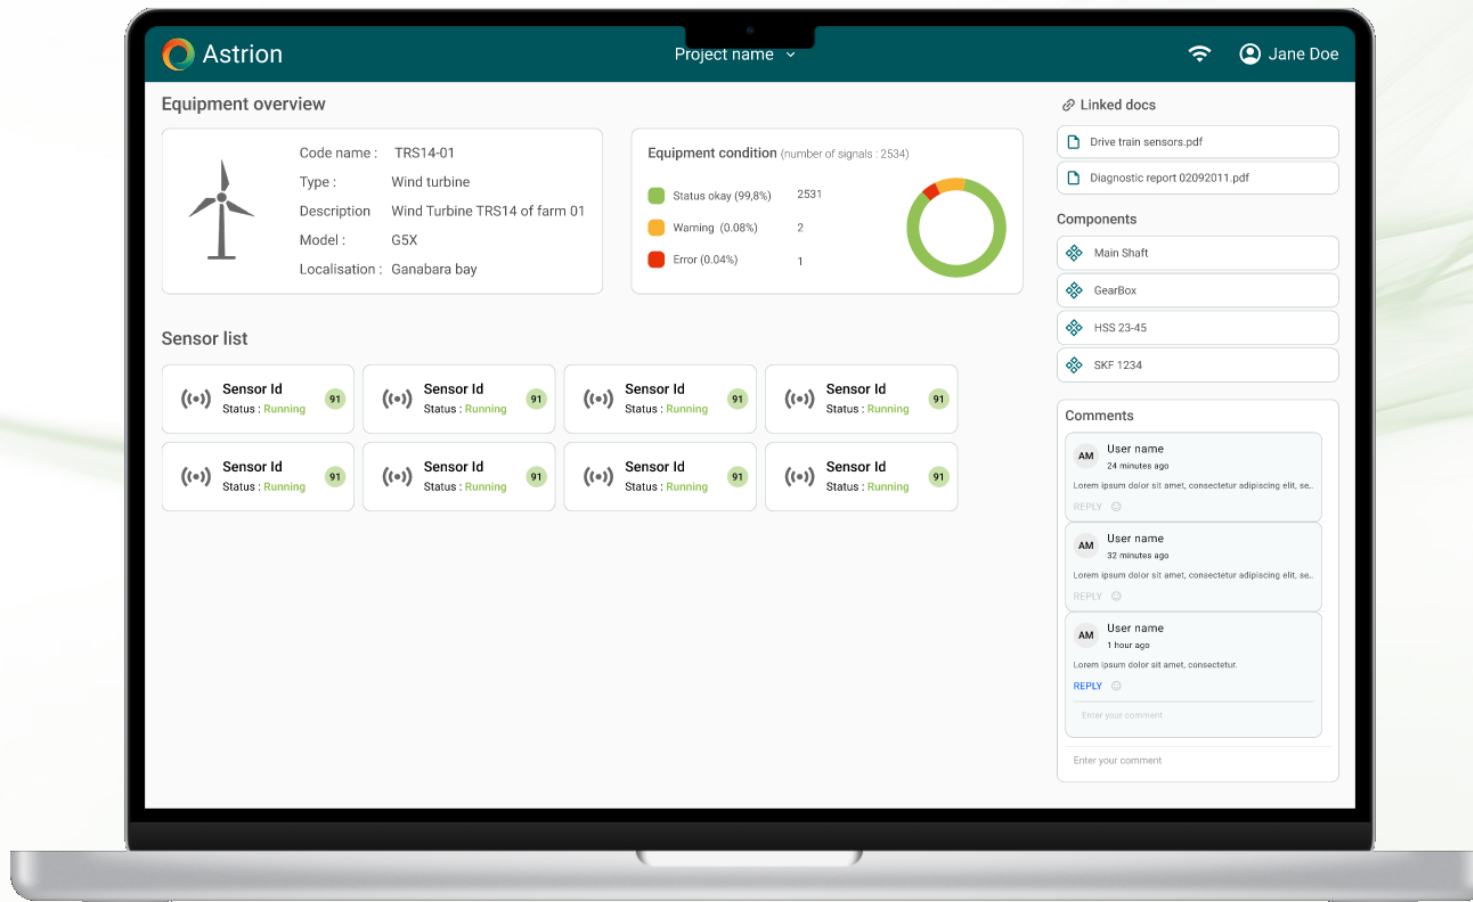 Astrion
Project name
Jane Doe
Equipment overview
Code name : TRS14-01
Type : Wind turbine
Description Wind Turbine TRS14 of farm 01
Model : G5X
Localisation : Ganabara bay
Equipment condition (number of signals : 2534)
Status okay (99,8%) 2531
Warning (0.08%) 2
Error (0.04%) 1
Sensor list
Sensor Id
Status : Running
91
Sensor Id
Status : Running
91
Sensor Id
Status : Running
91
Sensor Id
Status : Running
91
Sensor Id
Status : Running
91
Sensor Id
Status : Running
91
Sensor Id
Status : Running
91
Sensor Id
Status : Running
91
Linked docs
Drive train sensors.pdf
Diagnostic report 02092011.pdf
Components
Main Shaft
GearBox
HSS 23-45
SKF 1234
Comments
AM
User name
24 minutes ago
Lorem ipsum dolor sit amet, consectetur adipiscing elit, se...
REPLY
AM
User name
32 minutes ago
Lorem ipsum dolor sit amet, consectetur adipiscing elit, se...
REPLY
AM
User name
1 hour ago
Lorem ipsum dolor sit amet, consectetur.
REPLY
Enter your comment
Enter your comment